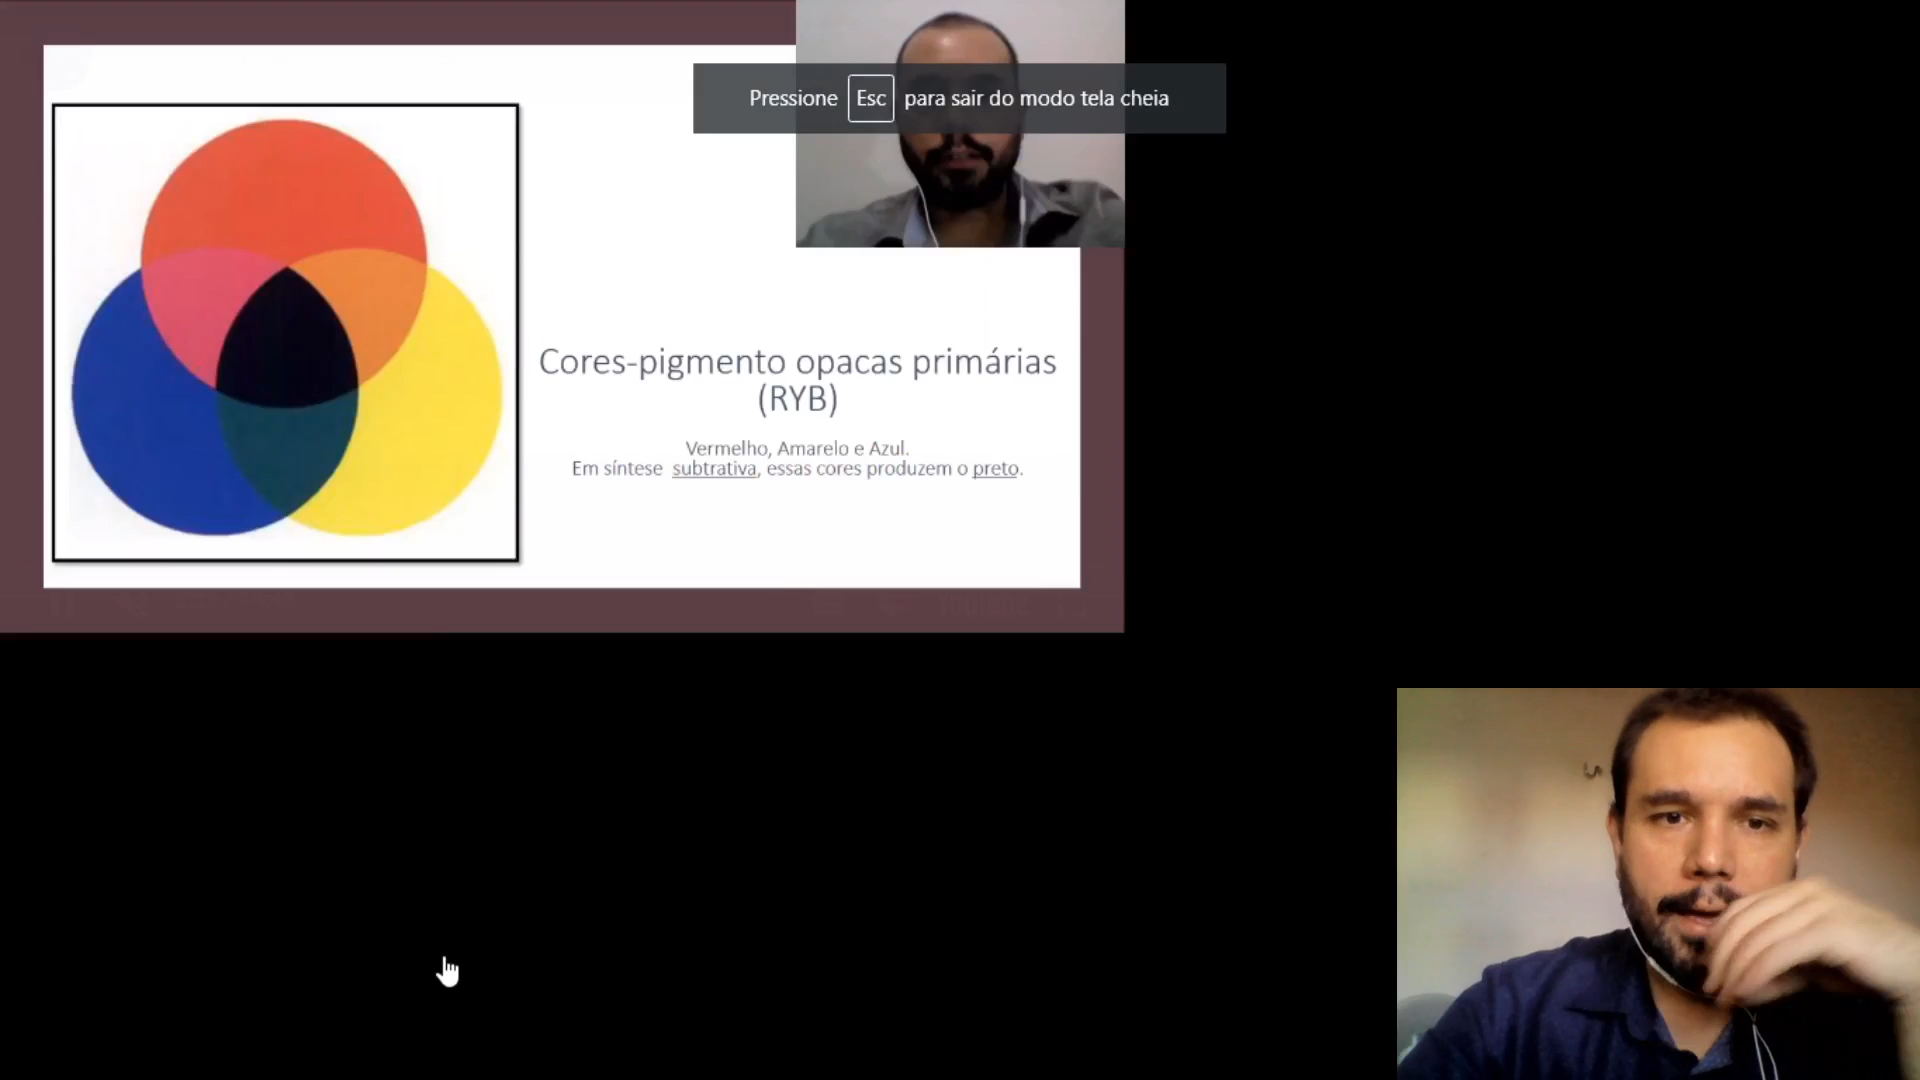 Pressione Esc para sair do modo tela cheia
Cores-pigmento opacas primárias
(RYB)
Vermelho, Amarelo e Azul.
Em síntese subtrativa, essas cores produzem o preto.